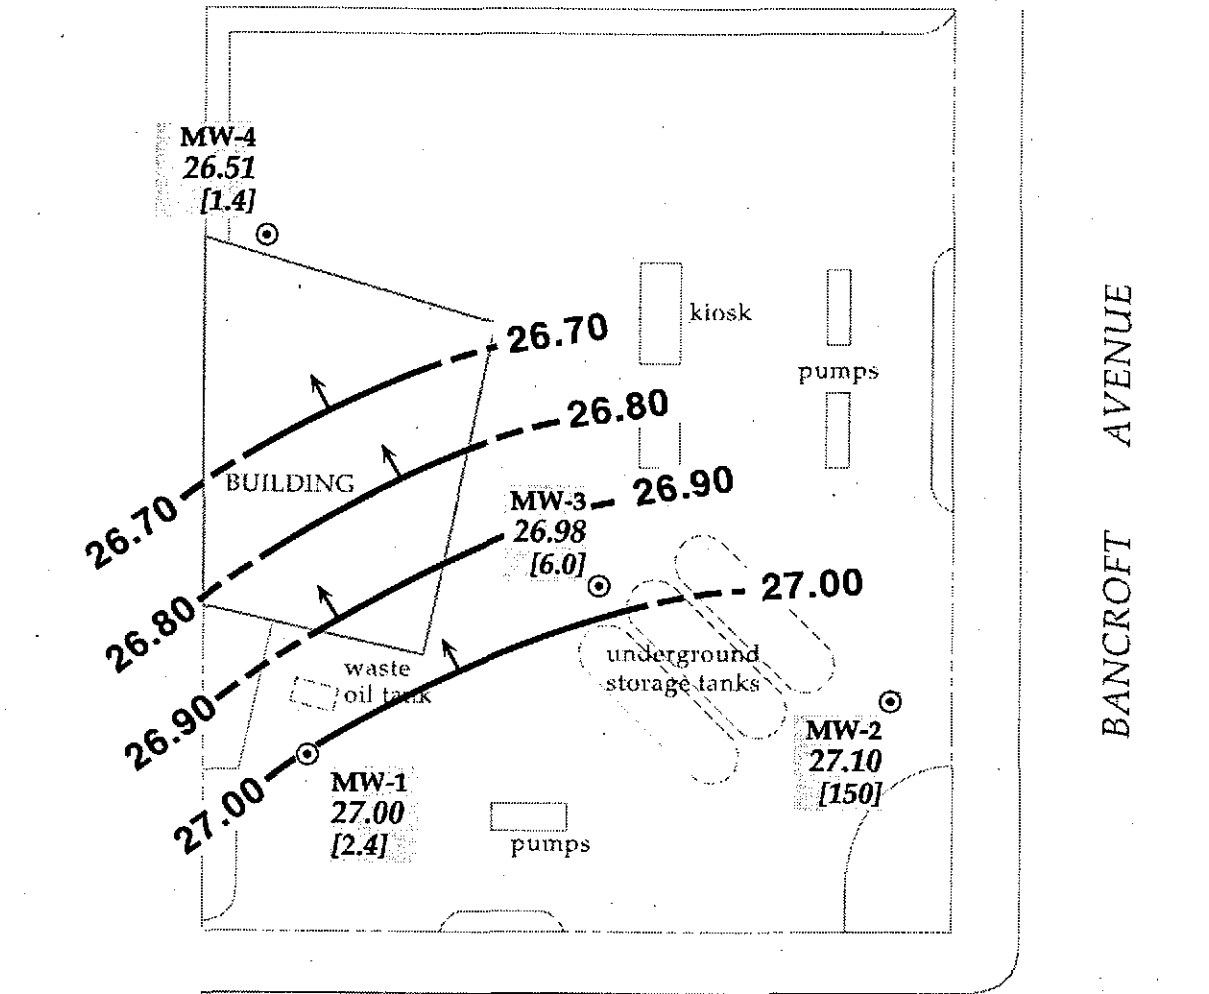 MW-4
26.51
[1.4]
26.70
kiosk
pumps
26.80
BUILDING
26.70
MW-3
26.98
[6.0]
26.90
27.00
26.80
waste
oil tank
underground
storage tanks
26.90
MW-2
27.10
[150]
MW-1
27.00
[2.4]
27.00
pumps
BANCROFT AVENUE